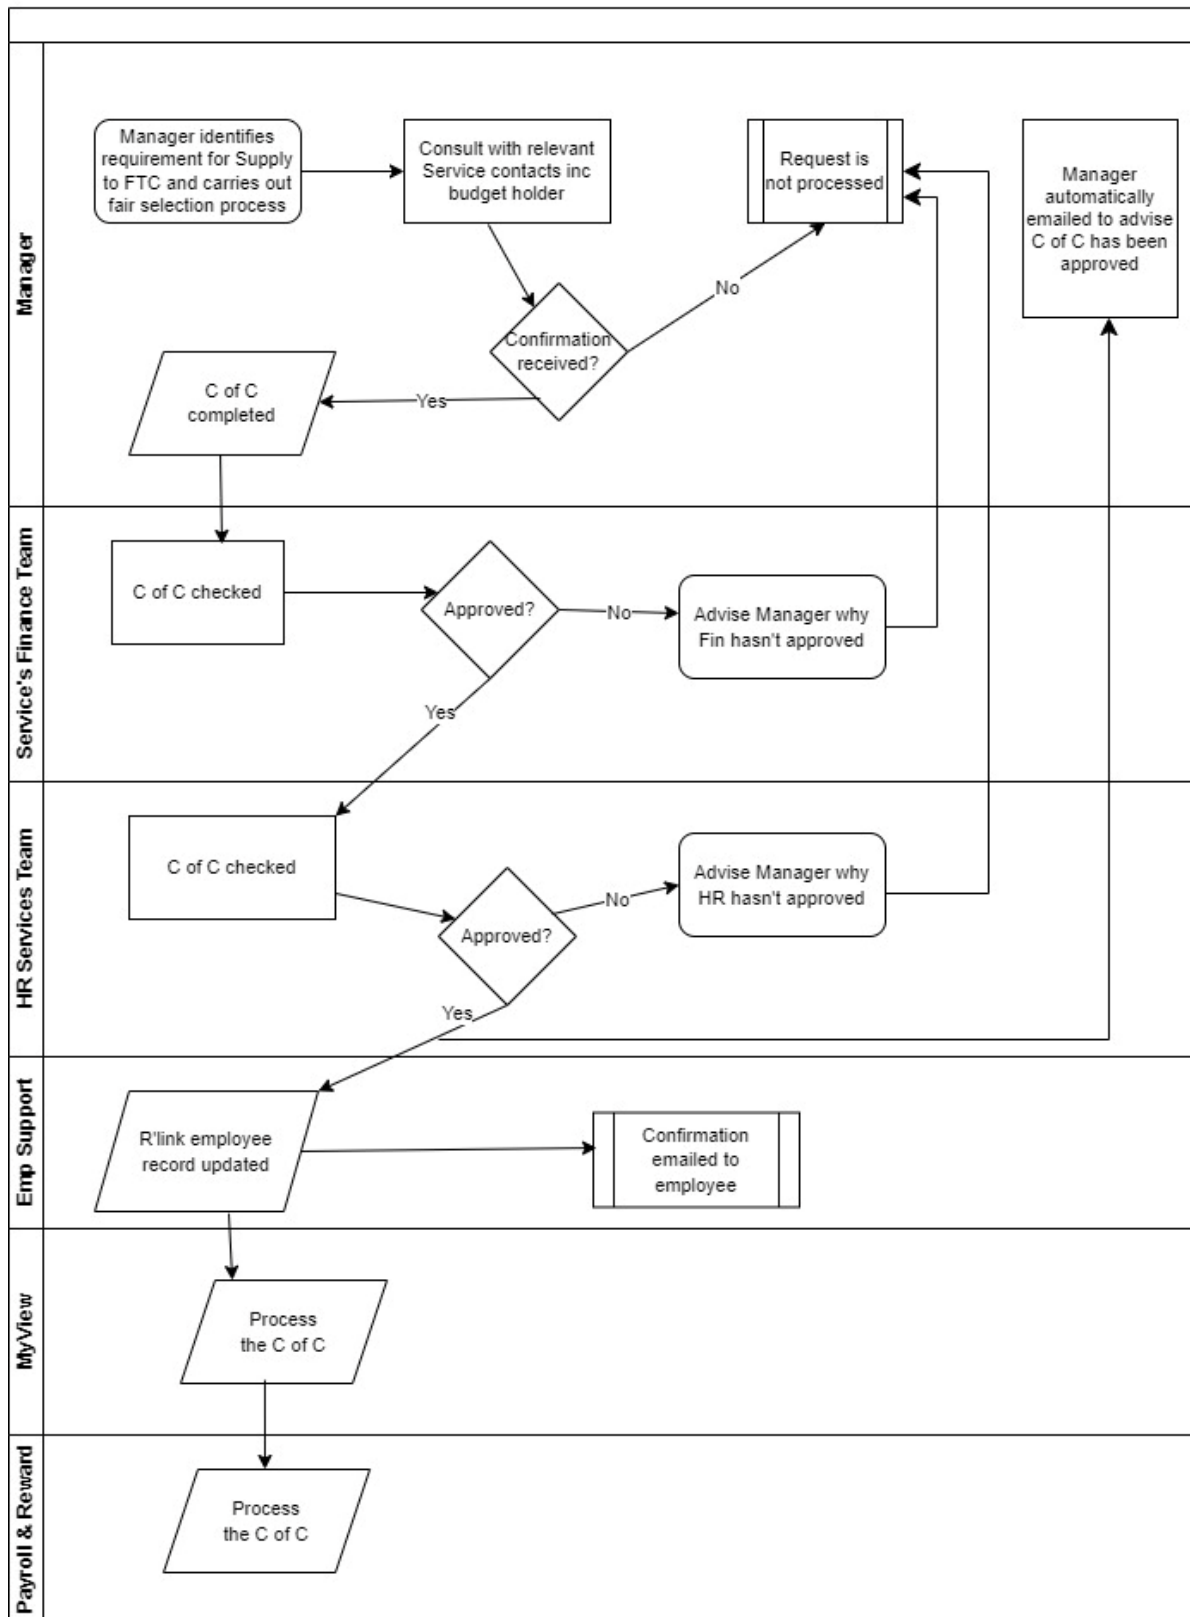 Manager
Manager identifies
requirement for Supply
to FTC and carries out
fair selection process
Consult with relevant
Service contacts inc
budget holder
Request is
not processed
Manager
automatically
emailed to advise
C of C has been
approved
No
Confirmation
received?
Yes
C of C
completed
Service's Finance Team
C of C checked
Approved?
No
Advise Manager why
Fin hasn't approved
Yes
HR Services Team
C of C checked
Approved?
No
Advise Manager why
HR hasn't approved
Yes
Emp Support
R'link employee
record updated
Confirmation
emailed to
employee
MyView
Process
the C of C
Payroll & Reward
Process
the C of C